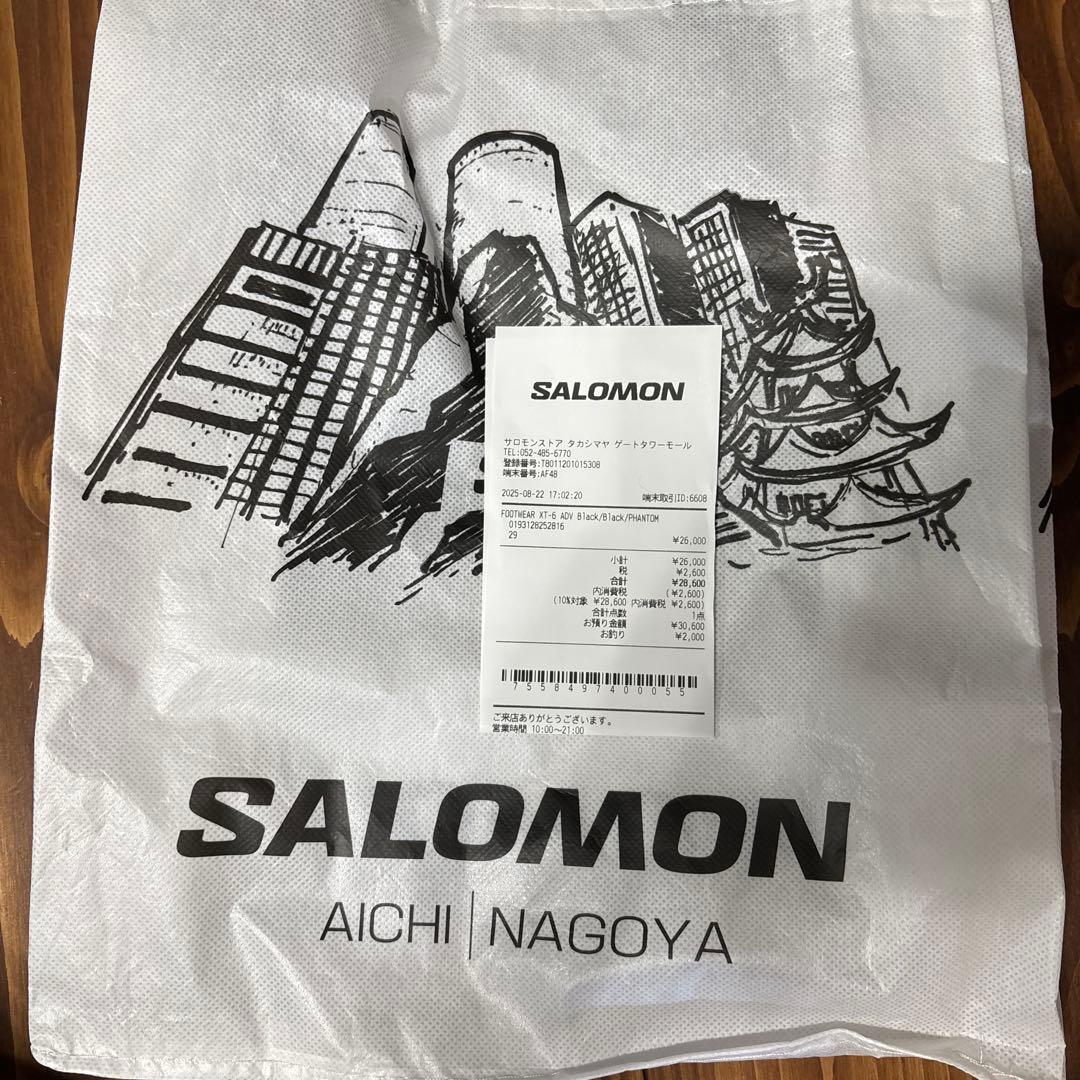 SALOMON
サロモンストア タカシマヤ ゲートタワーモール
TEL:052-485-6770
登録番号:T8011201015308
端末番号:AF48
2025-08-22 17:02:20 端末取引ID:6608
FOOTWEAR XT-6 ADV Black/Black/PHANTOM
0193128252816
29 ¥26,000
小計 ¥26,000
税 ¥2,600
合計 ¥28,600
内消費税 (¥2,600)
(10%対象 ¥28,600 内消費税 ¥2,600)
合計点数 1点
お預り金額 ¥30,600
お釣り ¥2,000
7558497400055
ご来店ありがとうございます。
営業時間 10:00~21:00
SALOMON
AICHI | NAGOYA